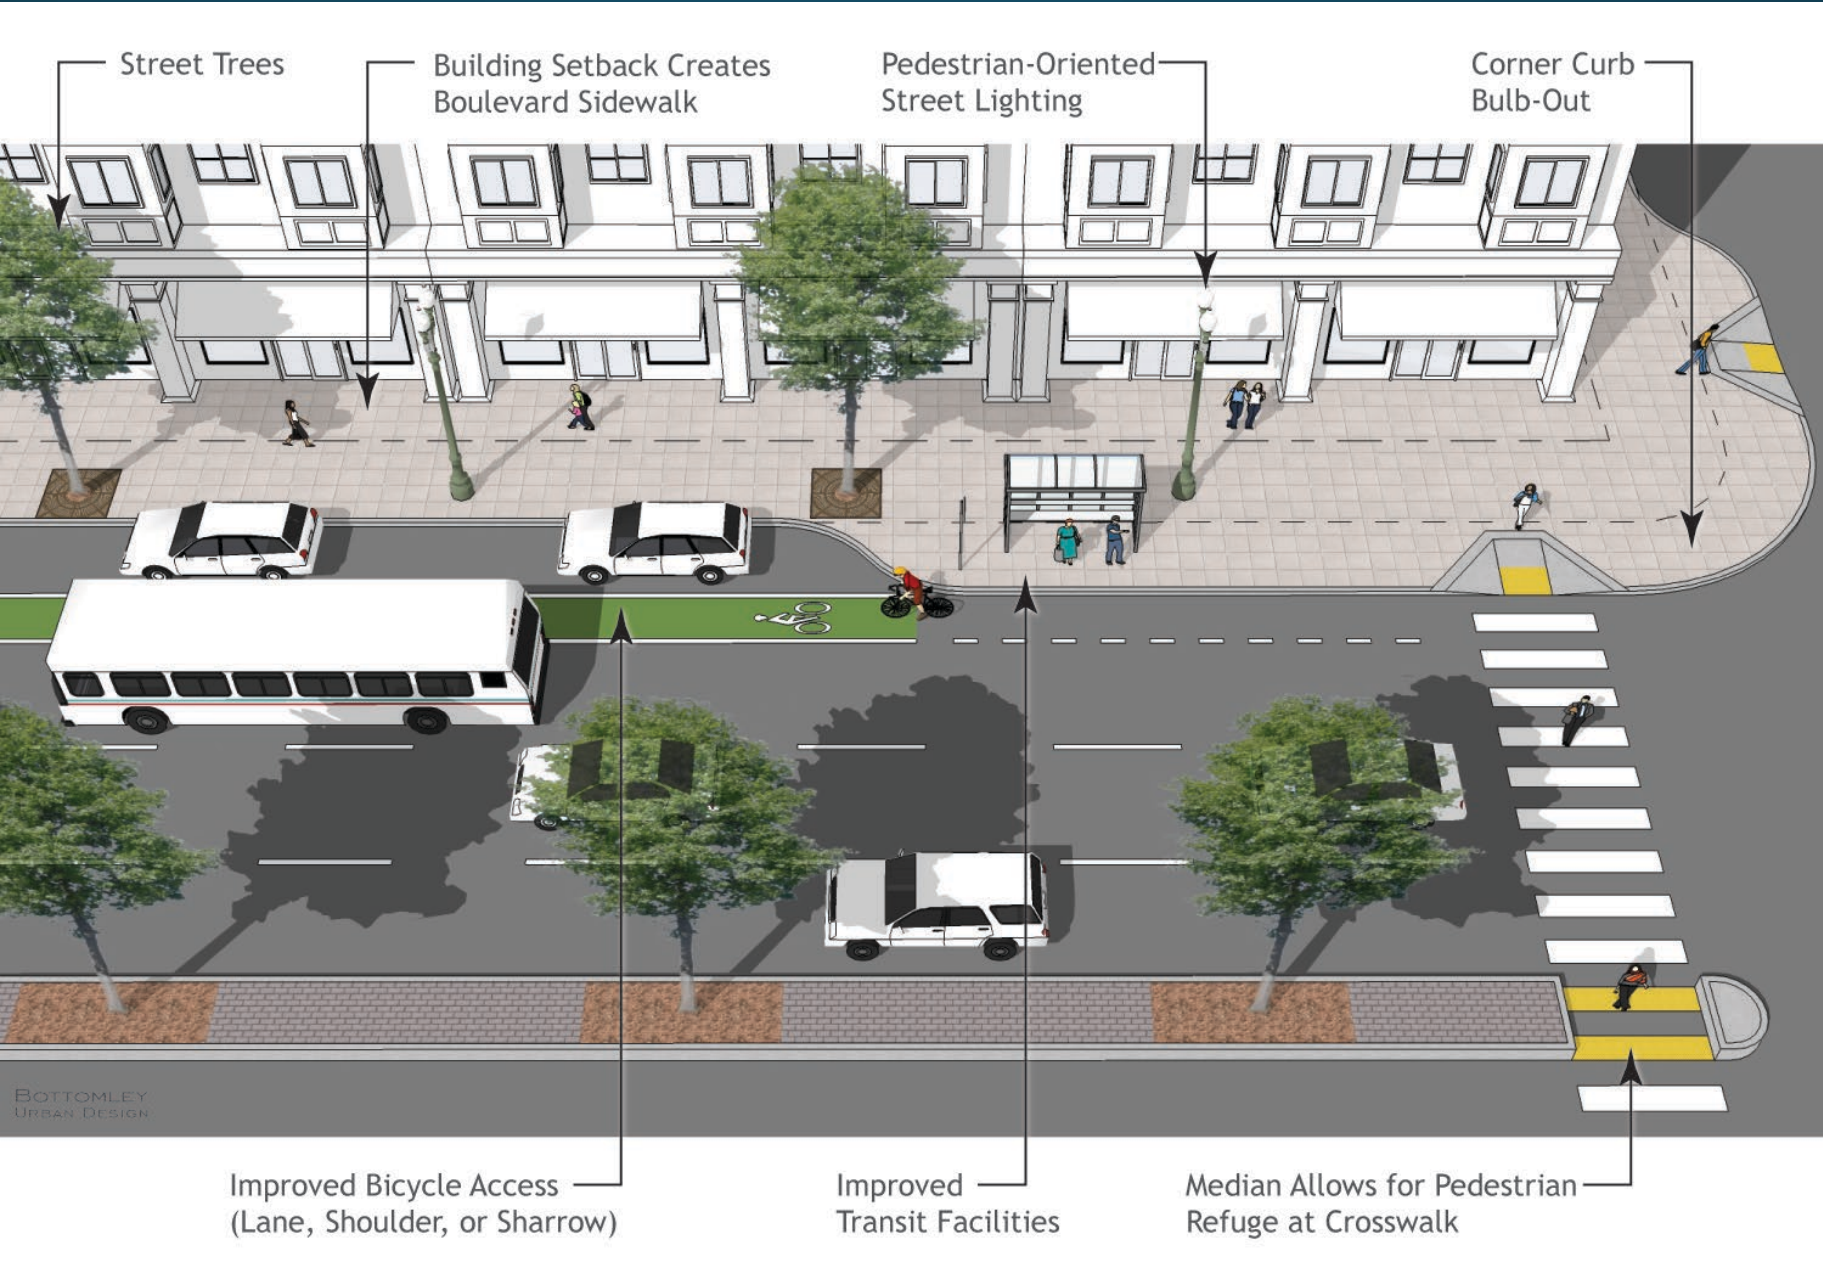 Street Trees
Building Setback Creates
Boulevard Sidewalk
Pedestrian-Oriented
Street Lighting
Corner Curb
Bulb-Out
BOTTOMLEY
URBAN DESIGN
Improved Bicycle Access
(Lane, Shoulder, or Sharrow)
Improved
Transit Facilities
Median Allows for Pedestrian
Refuge at Crosswalk